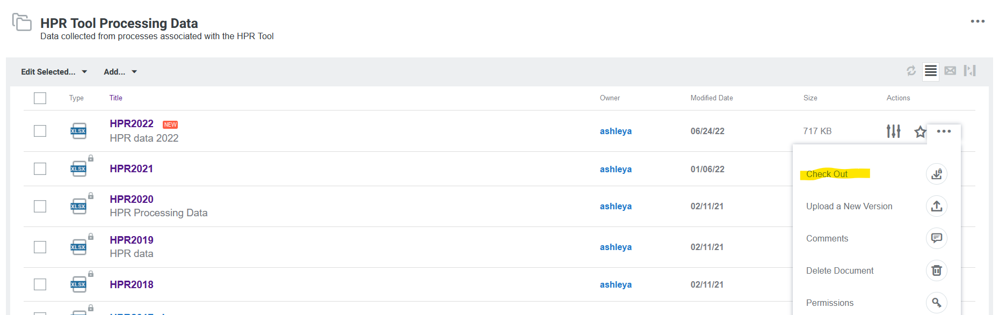 HPR Tool Processing Data
Data collected from processes associated with the HPR Tool
Edit Selected... Add...
Type Title Owner Modified Date Size Actions
XLSX HPR2022 NEW ashleya 06/24/22 717 KB
HPR data 2022
XLSX HPR2021 ashleya 01/06/22
Check Out
XLSX HPR2020 ashleya 02/11/21
HPR Processing Data
Upload a New Version
XLSX HPR2019 ashleya 02/11/21
HPR data
Comments
Delete Document
XLSX HPR2018 ashleya 02/11/21
Permissions